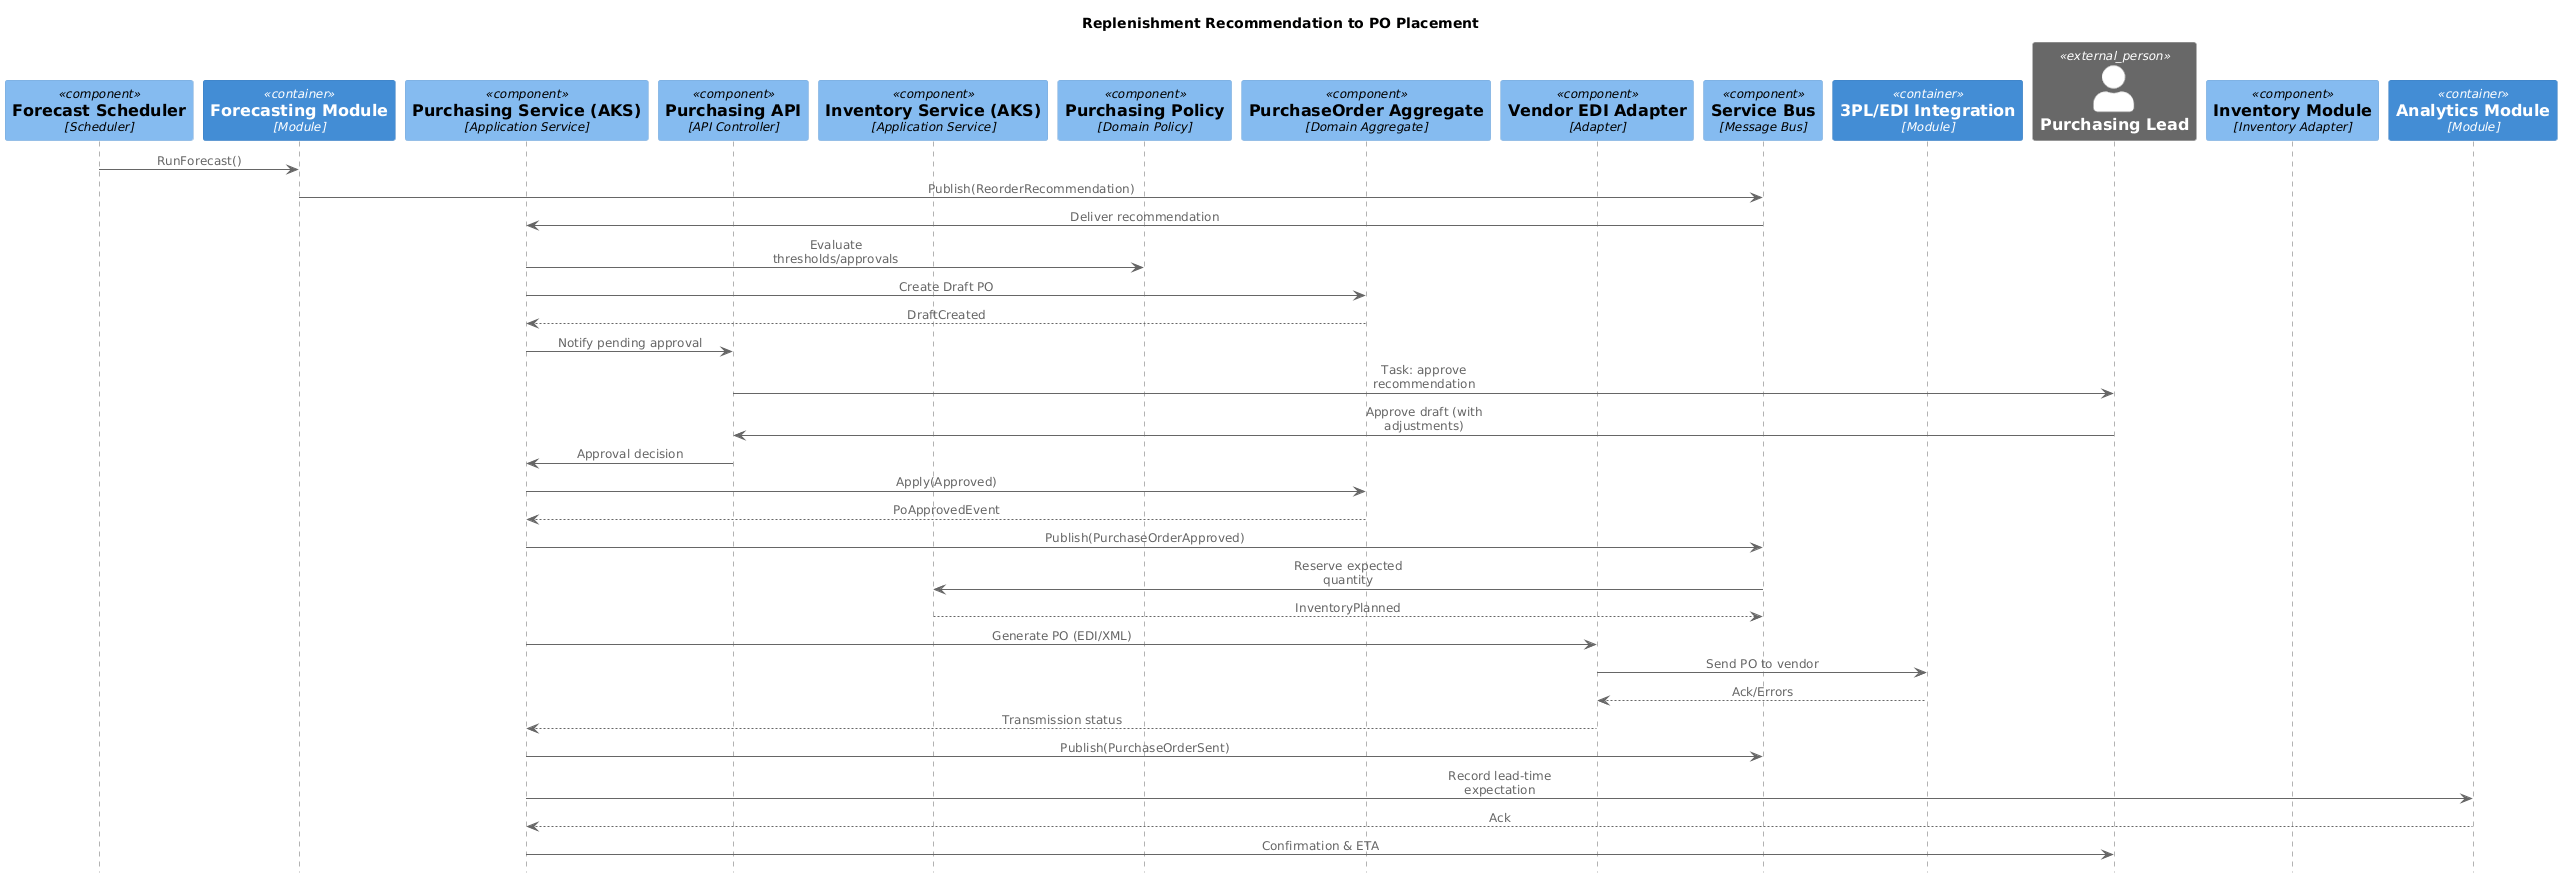 Replenishment Recommendation to PO Placement
«component»
Forecast Scheduler
[Scheduler]
«container»
Forecasting Module
[Module]
«component»
Purchasing Service (AKS)
[Application Service]
«component»
Purchasing API
[API Controller]
«component»
Inventory Service (AKS)
[Application Service]
«component»
Purchasing Policy
[Domain Policy]
«component»
PurchaseOrder Aggregate
[Domain Aggregate]
«component»
Vendor EDI Adapter
[Adapter]
«component»
Service Bus
[Message Bus]
«container»
3PL/EDI Integration
[Module]
«external_person»
Purchasing Lead
«component»
Inventory Module
[Inventory Adapter]
«container»
Analytics Module
[Module]
RunForecast()
Publish(ReorderRecommendation)
Deliver recommendation
Evaluate
thresholds/approvals
Create Draft PO
DraftCreated
Notify pending approval
Task: approve
recommendation
Approve draft (with
adjustments)
Approval decision
Apply(Approved)
PoApprovedEvent
Publish(PurchaseOrderApproved)
Reserve expected
quantity
InventoryPlanned
Generate PO (EDI/XML)
Send PO to vendor
Ack/Errors
Transmission status
Publish(PurchaseOrderSent)
Record lead-time
expectation
Ack
Confirmation & ETA